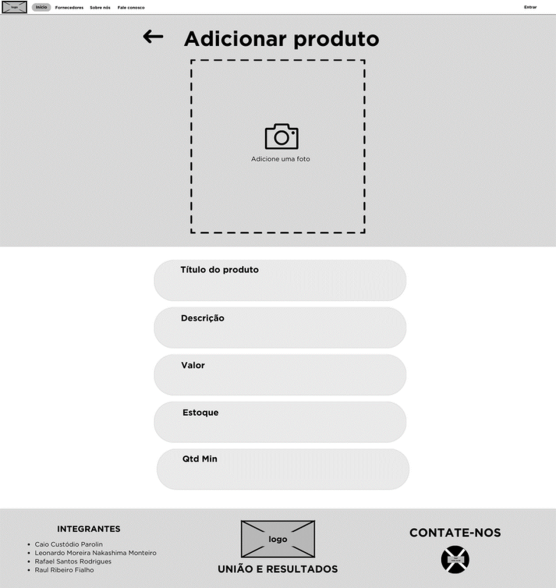 logo Início Fornecedores Sobre nós Fale conosco Entrar
Adicionar produto
Adicione uma foto
Título do produto
Descrição
Valor
Estoque
Qtd Min
INTEGRANTES
Caio Custódio Parolin
Leonardo Moreira Nakashima Monteiro
Rafael Santos Rodrigues
Raul Ribeiro Fialho
logo
UNIÃO E RESULTADOS
CONTATE-NOS